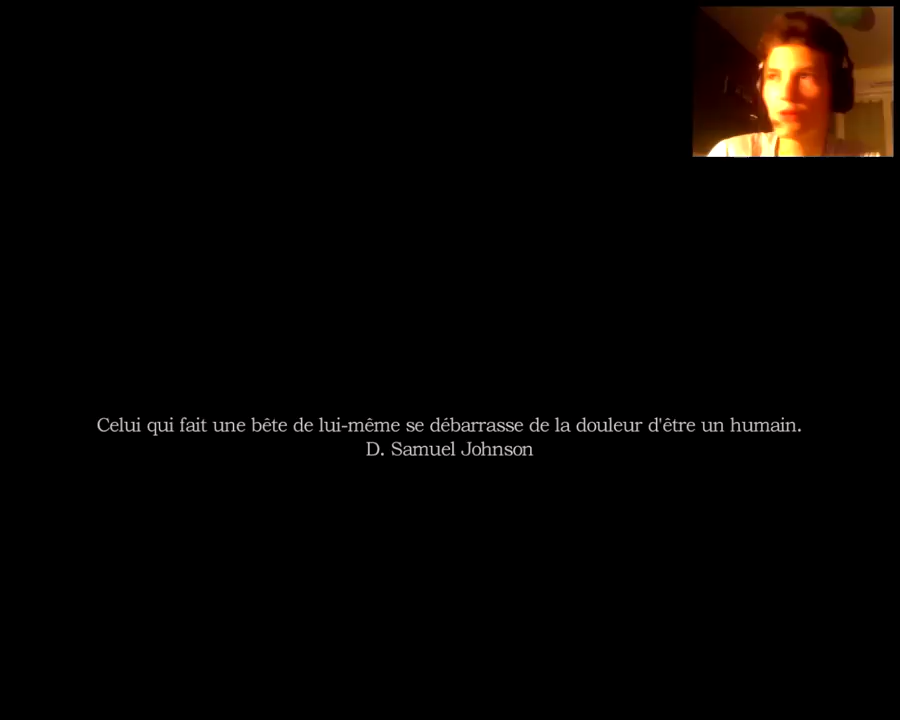 Celui qui fait une bête de lui-même se débarrasse de la douleur d'être un humain.
D. Samuel Johnson